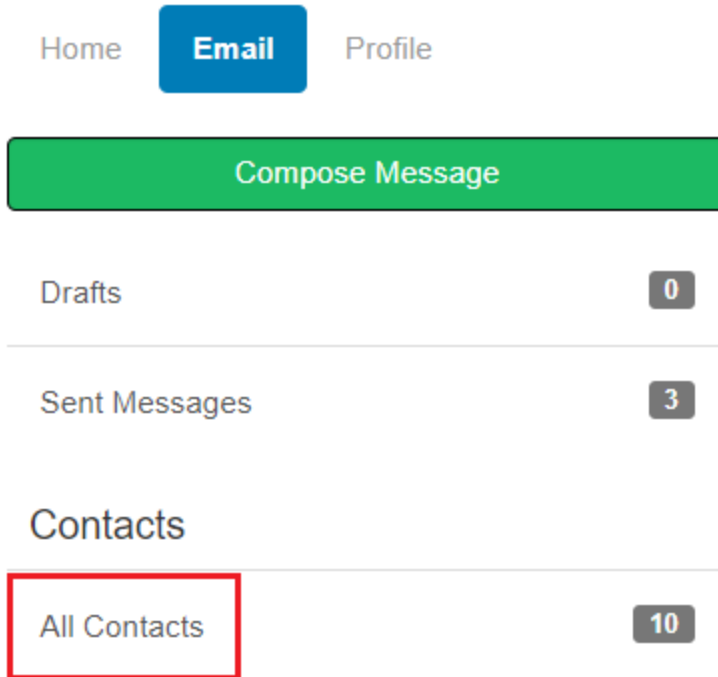 Home Email Profile
Compose Message
Drafts 0
Sent Messages 3
Contacts
All Contacts 10